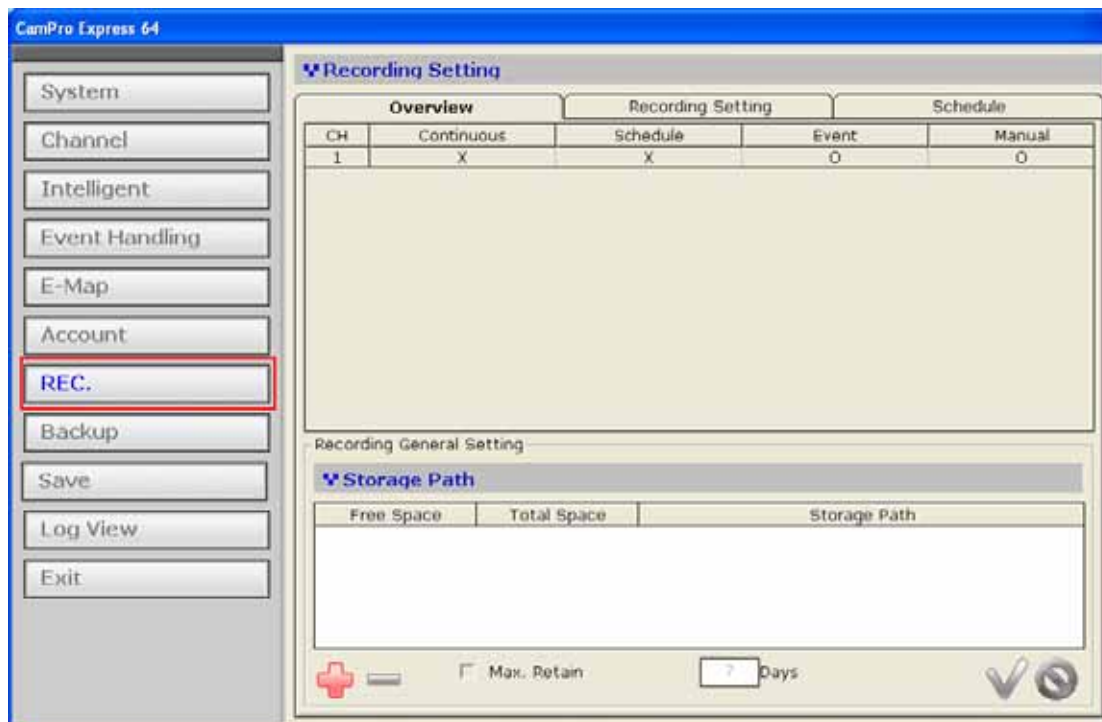 CamPro Express 64
System
Channel
Intelligent
Event Handling
E-Map
Account
REC.
Backup
Save
Log View
Exit
Recording Setting
Overview Recording Setting Schedule
CH Continuous Schedule Event Manual
1 X X O O
Recording General Setting
Storage Path
Free Space Total Space Storage Path
Max. Retain 7 Days